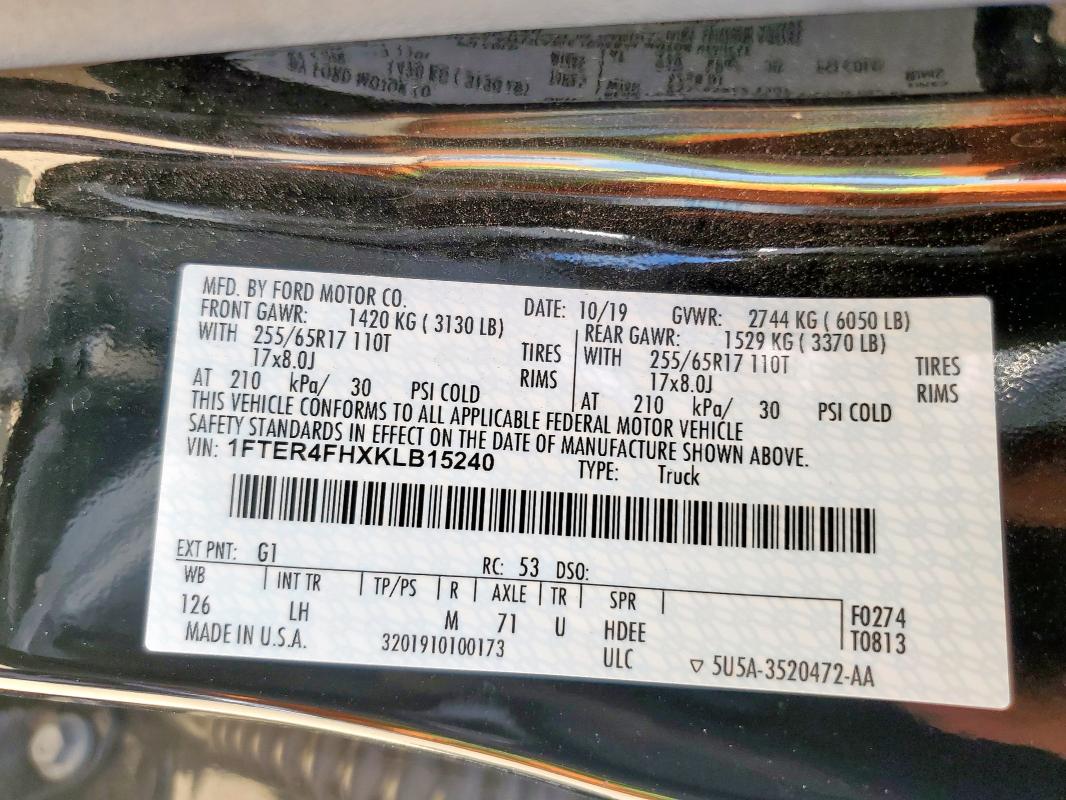 MFD. BY FORD MOTOR CO. DATE: 10/19 GVWR: 2744 KG ( 6050 LB)
FRONT GAWR: 1420 KG ( 3130 LB) REAR GAWR: 1529 KG ( 3370 LB)
WITH 255/65R17 110T TIRES WITH 255/65R17 110T TIRES
17x8.0J RIMS 17x8.0J RIMS
AT 210 kPa/ 30 PSI COLD AT 210 kPa/ 30 PSI COLD
THIS VEHICLE CONFORMS TO ALL APPLICABLE FEDERAL MOTOR VEHICLE
SAFETY STANDARDS IN EFFECT ON THE DATE OF MANUFACTURE SHOWN ABOVE.
VIN: 1FTER4FHXKLB15240 TYPE: Truck
EXT PNT: G1 RC: 53 DSO:
WB INT TR TP/PS R AXLE TR SPR F0274
126 LH M 71 U HDEE T0813
MADE IN U.S.A. 3201910100173 ULC ▽ 5U5A-3520472-AA